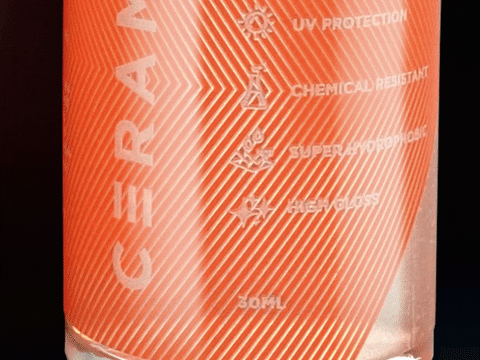 CERAM
UV PROTECTION
CHEMICAL RESISTANT
SUPER HYDROPHOBIC
HIGH GLOSS
30ML